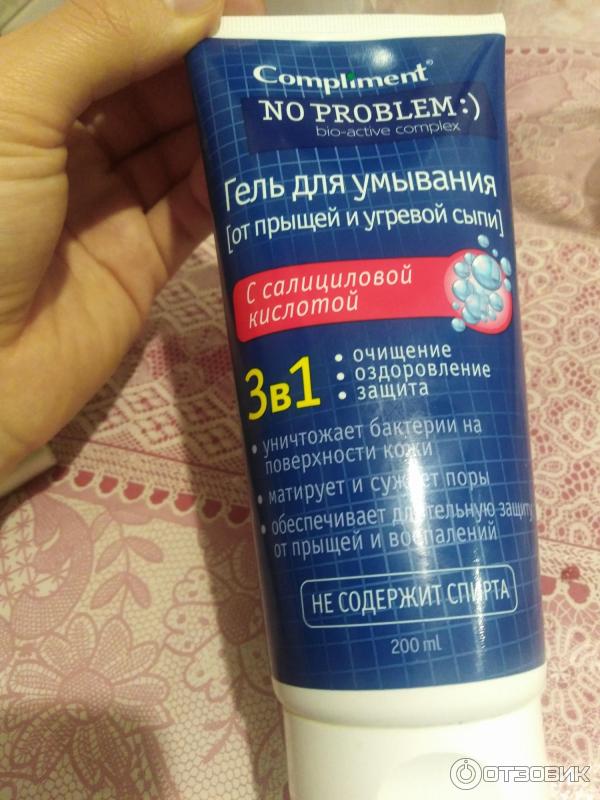 Compliment®
NO PROBLEM:)
bio-active complex
Гель для умывания
[от прыщей и угревой сыпи]
С салициловой
кислотой
3в1
• очищение
• оздоровление
• защита
• уничтожает бактерии на
поверхности кожи
• матирует и сужает поры
• обеспечивает длительную защиту
от прыщей и воспалений
НЕ СОДЕРЖИТ СПИРТА
200 ml
ОТЗОВИК